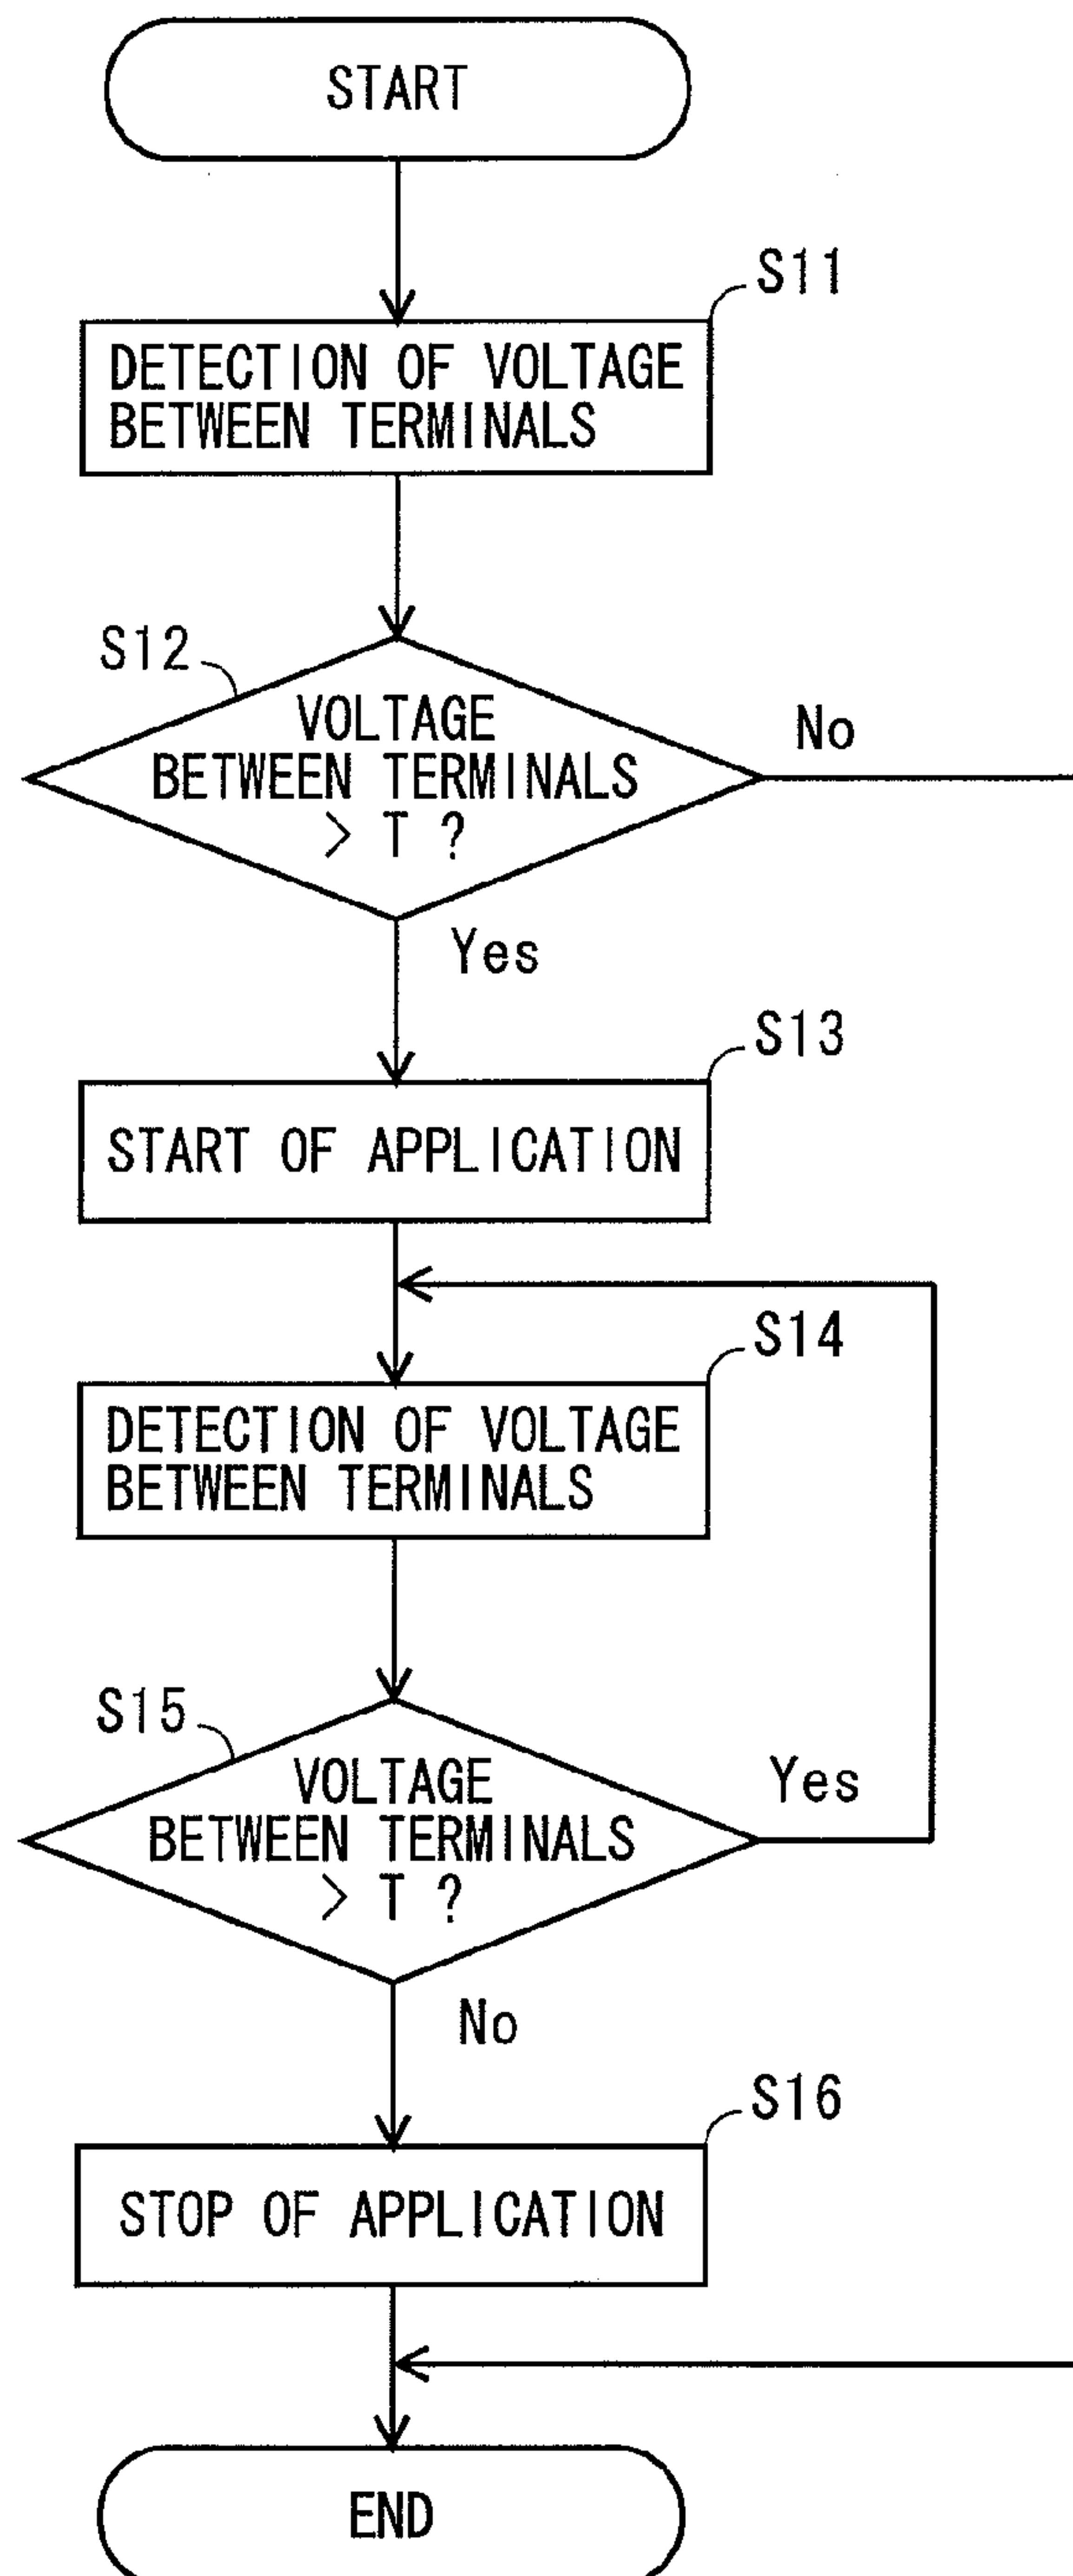 START
S11
DETECTION OF VOLTAGE
BETWEEN TERMINALS
S12
VOLTAGE
BETWEEN TERMINALS
> T ?
No
Yes
S13
START OF APPLICATION
S14
DETECTION OF VOLTAGE
BETWEEN TERMINALS
S15
VOLTAGE
BETWEEN TERMINALS
> T ?
Yes
No
S16
STOP OF APPLICATION
END